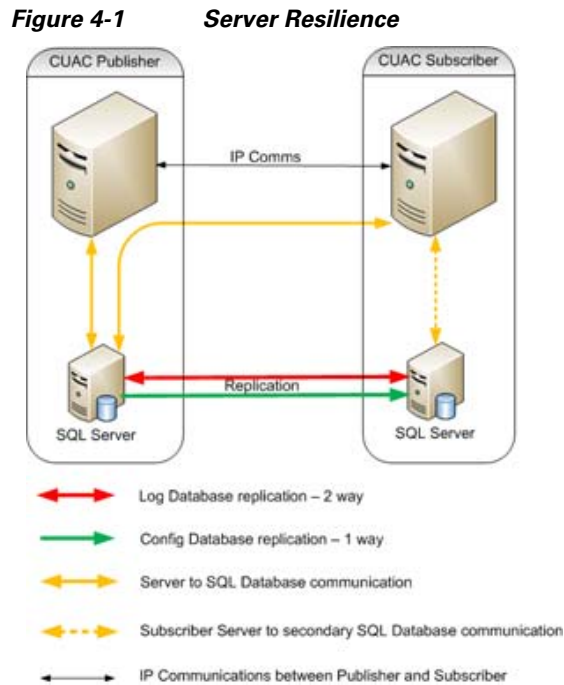 Figure 4-1 Server Resilience
CUAC Publisher
CUAC Subscriber
IP Comms
Replication
SQL Server
SQL Server
Log Database replication – 2 way
Config Database replication – 1 way
Server to SQL Database communication
Subscriber Server to secondary SQL Database communication
IP Communications between Publisher and Subscriber